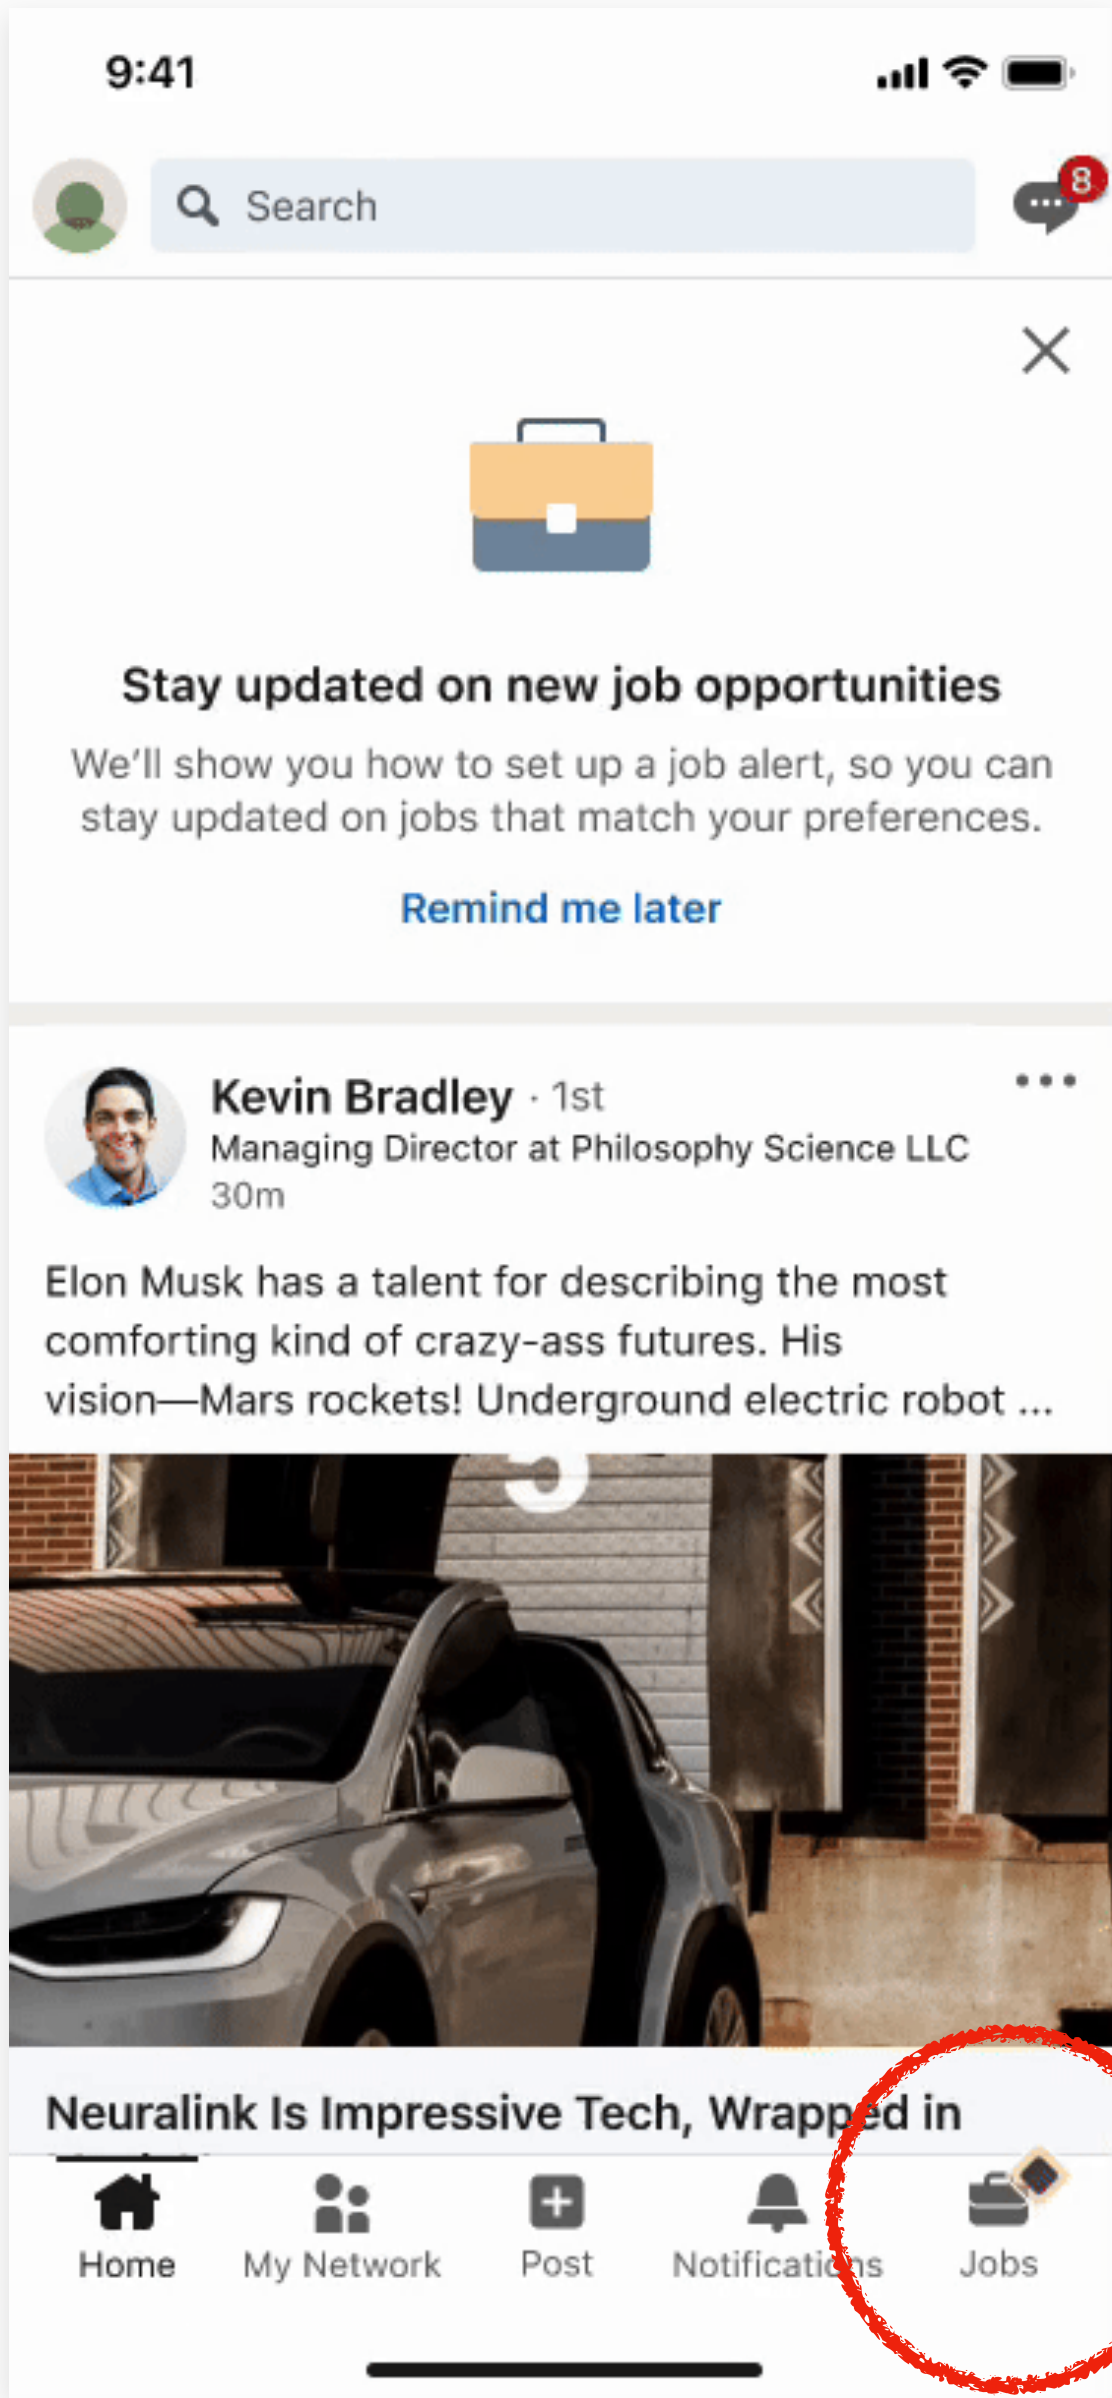 9:41
Search
8
Stay updated on new job opportunities
We'll show you how to set up a job alert, so you can
stay updated on jobs that match your preferences.
Remind me later
Kevin Bradley · 1st
Managing Director at Philosophy Science LLC
30m
Elon Musk has a talent for describing the most
comforting kind of crazy-ass futures. His
vision—Mars rockets! Underground electric robot ...
5
Neuralink Is Impressive Tech, Wrapped in
Home My Network Post Notifications Jobs